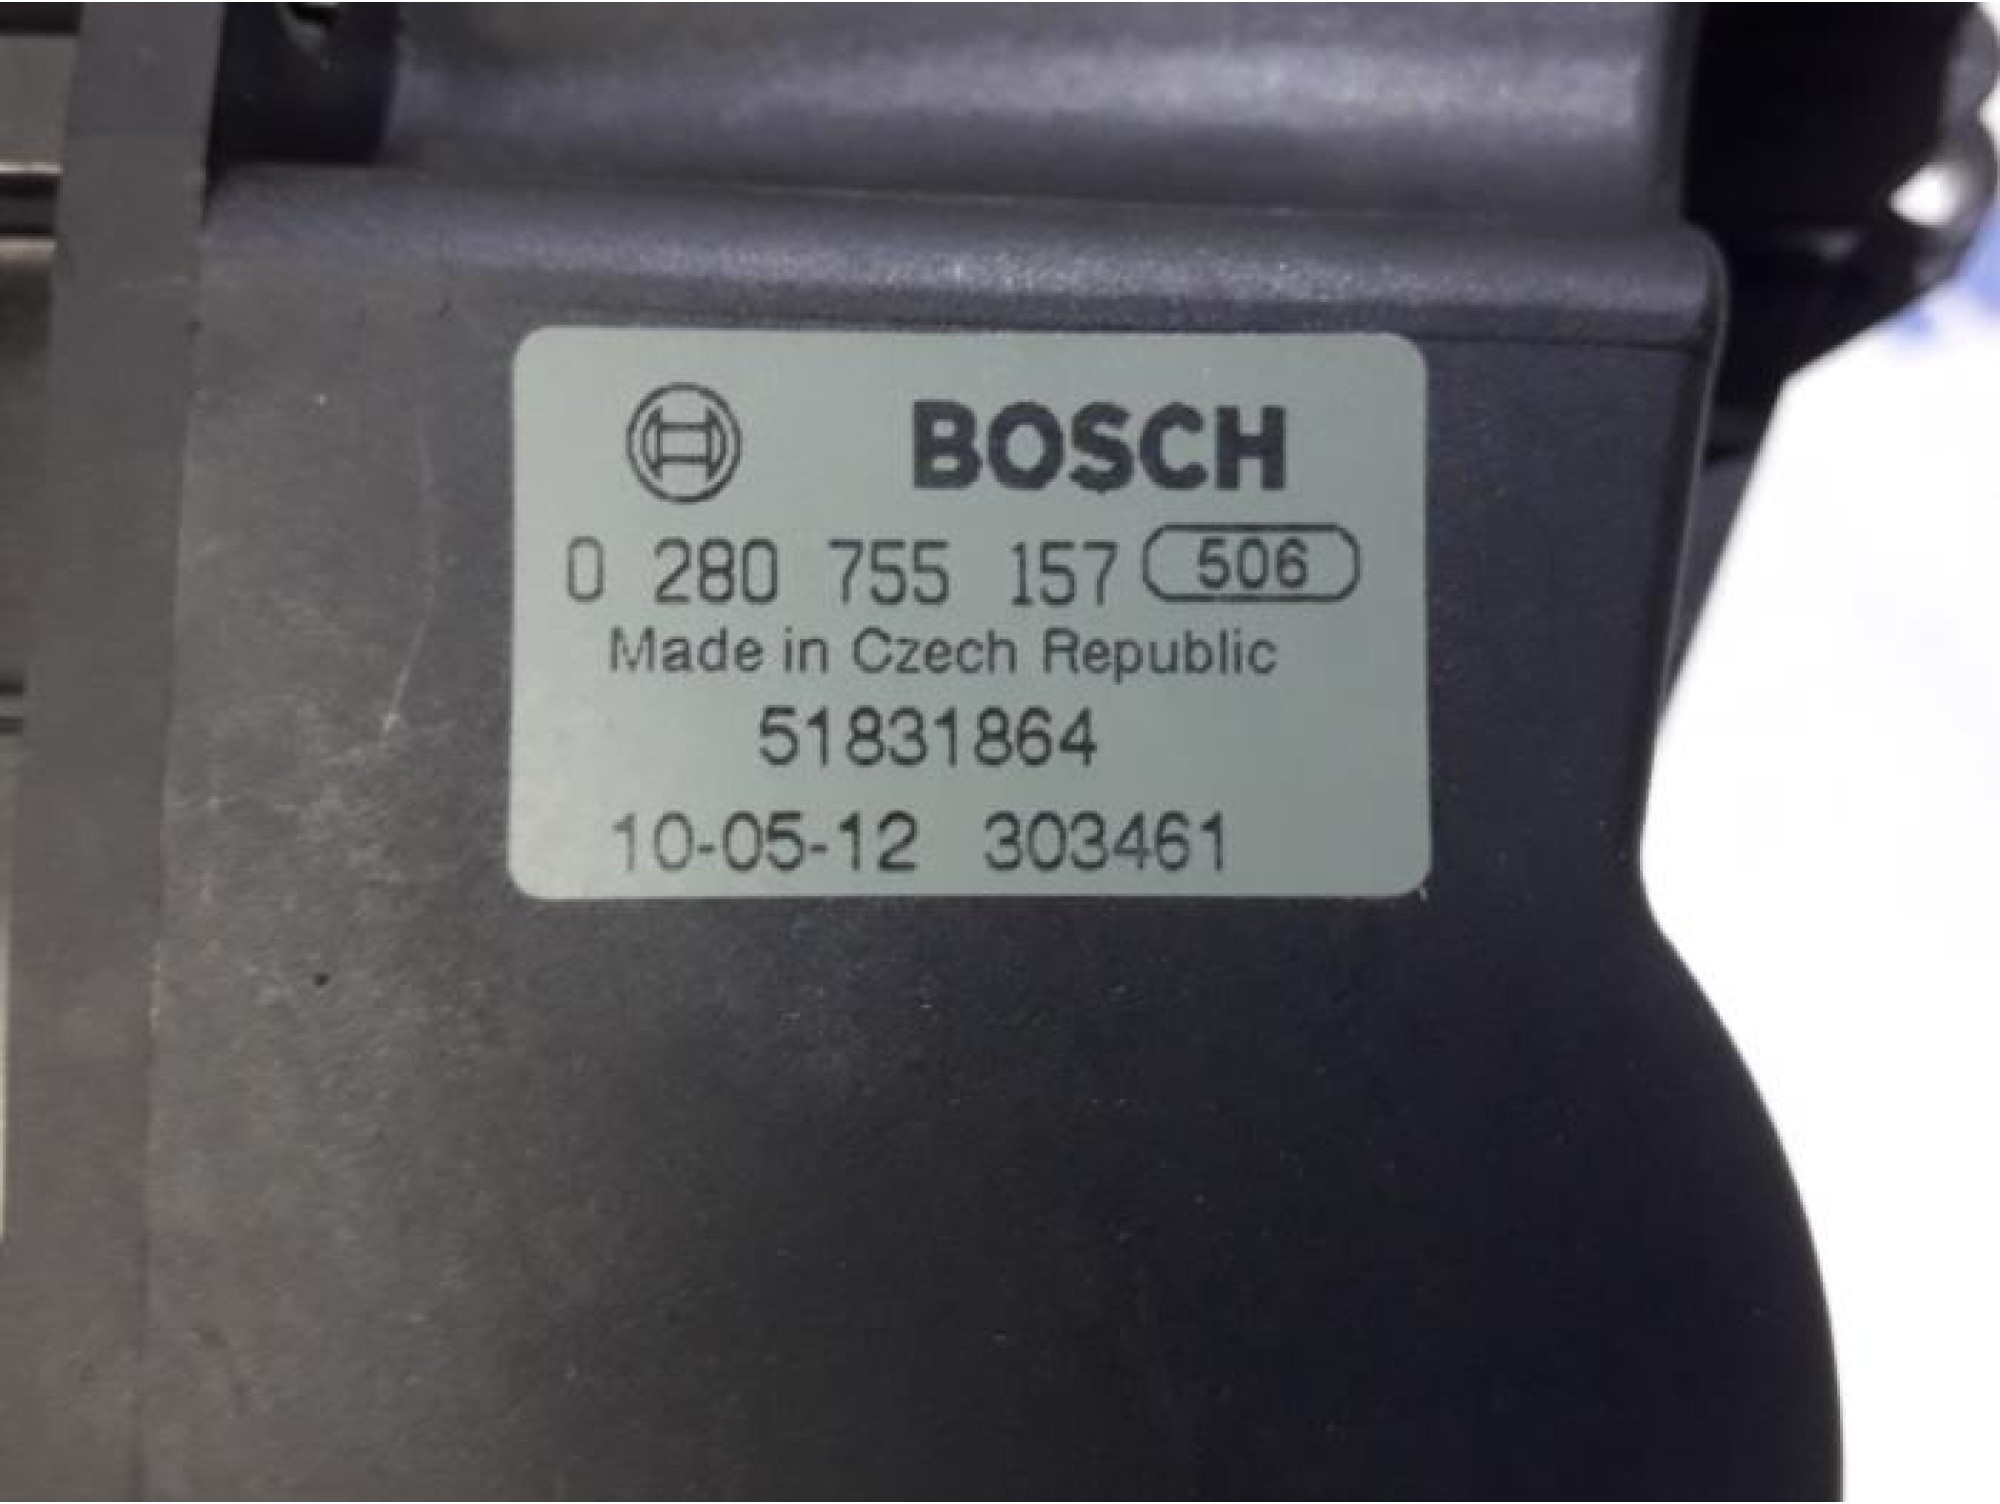 BOSCH
0 280 755 157 506
Made in Czech Republic
51831864
10-05-12 303461